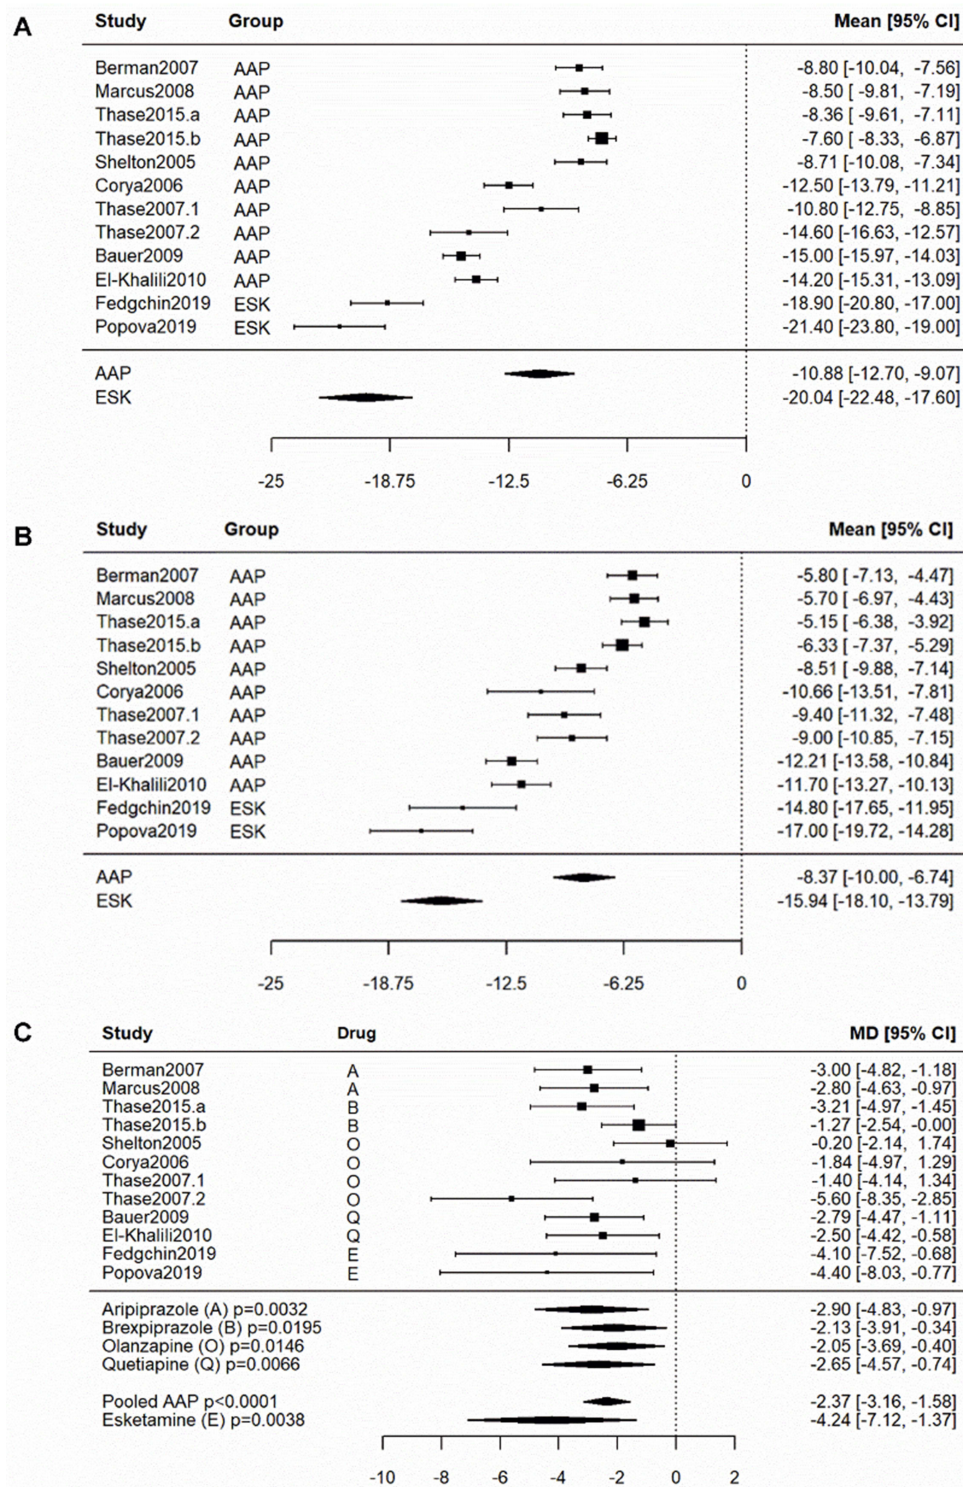 A Study Group Mean [95% CI]
Berman2007 AAP -8.80 [-10.04, -7.56]
Marcus2008 AAP -8.50 [ -9.81, -7.19]
Thase2015.a AAP -8.36 [ -9.61, -7.11]
Thase2015.b AAP -7.60 [ -8.33, -6.87]
Shelton2005 AAP -8.71 [-10.08, -7.34]
Corya2006 AAP -12.50 [-13.79, -11.21]
Thase2007.1 AAP -10.80 [-12.75, -8.85]
Thase2007.2 AAP -14.60 [-16.63, -12.57]
Bauer2009 AAP -15.00 [-15.97, -14.03]
El-Khalili2010 AAP -14.20 [-15.31, -13.09]
Fedgchin2019 ESK -18.90 [-20.80, -17.00]
Popova2019 ESK -21.40 [-23.80, -19.00]
AAP -10.88 [-12.70, -9.07]
ESK -20.04 [-22.48, -17.60]
-25 -18.75 -12.5 -6.25 0
B Study Group Mean [95% CI]
Berman2007 AAP -5.80 [ -7.13, -4.47]
Marcus2008 AAP -5.70 [ -6.97, -4.43]
Thase2015.a AAP -5.15 [ -6.38, -3.92]
Thase2015.b AAP -6.33 [ -7.37, -5.29]
Shelton2005 AAP -8.51 [ -9.88, -7.14]
Corya2006 AAP -10.66 [-13.51, -7.81]
Thase2007.1 AAP -9.40 [-11.32, -7.48]
Thase2007.2 AAP -9.00 [-10.85, -7.15]
Bauer2009 AAP -12.21 [-13.58, -10.84]
El-Khalili2010 AAP -11.70 [-13.27, -10.13]
Fedgchin2019 ESK -14.80 [-17.65, -11.95]
Popova2019 ESK -17.00 [-19.72, -14.28]
AAP -8.37 [-10.00, -6.74]
ESK -15.94 [-18.10, -13.79]
-25 -18.75 -12.5 -6.25 0
C Study Drug MD [95% CI]
Berman2007 A -3.00 [-4.82, -1.18]
Marcus2008 A -2.80 [-4.63, -0.97]
Thase2015.a B -3.21 [-4.97, -1.45]
Thase2015.b B -1.27 [-2.54, -0.00]
Shelton2005 O -0.20 [-2.14, 1.74]
Corya2006 O -1.84 [-4.97, 1.29]
Thase2007.1 O -1.40 [-4.14, 1.34]
Thase2007.2 O -5.60 [-8.35, -2.85]
Bauer2009 Q -2.79 [-4.47, -1.11]
El-Khalili2010 Q -2.50 [-4.42, -0.58]
Fedgchin2019 E -4.10 [-7.52, -0.68]
Popova2019 E -4.40 [-8.03, -0.77]
Aripiprazole (A) p=0.0032 -2.90 [-4.83, -0.97]
Brexpiprazole (B) p=0.0195 -2.13 [-3.91, -0.34]
Olanzapine (O) p=0.0146 -2.05 [-3.69, -0.40]
Quetiapine (Q) p=0.0066 -2.65 [-4.57, -0.74]
Pooled AAP p<0.0001 -2.37 [-3.16, -1.58]
Esketamine (E) p=0.0038 -4.24 [-7.12, -1.37]
-10 -8 -6 -4 -2 0 2